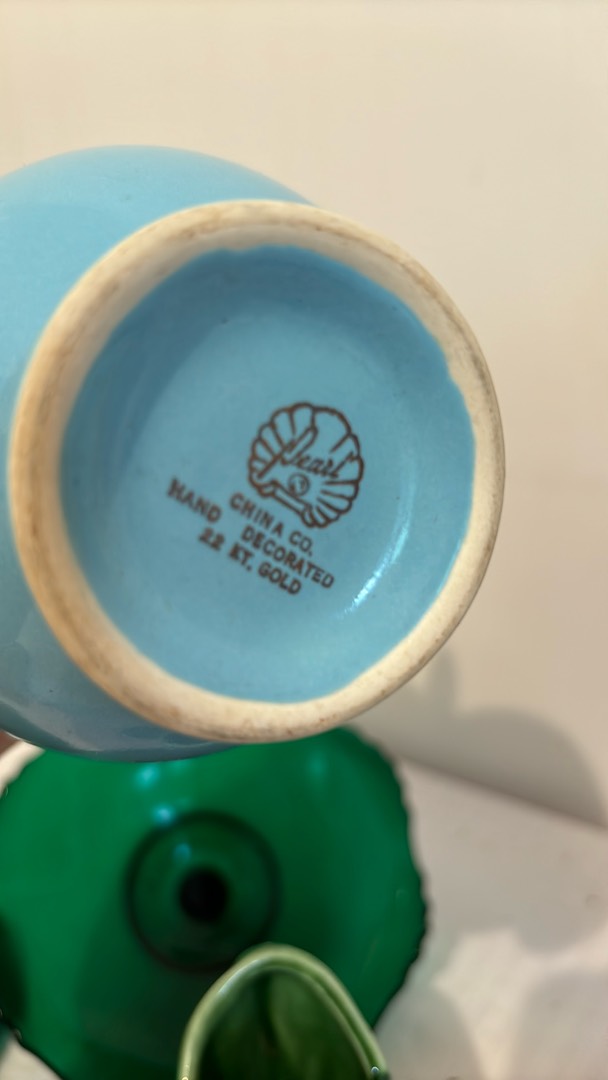 Pearl
CHINA CO.
HAND DECORATED
22 KT. GOLD